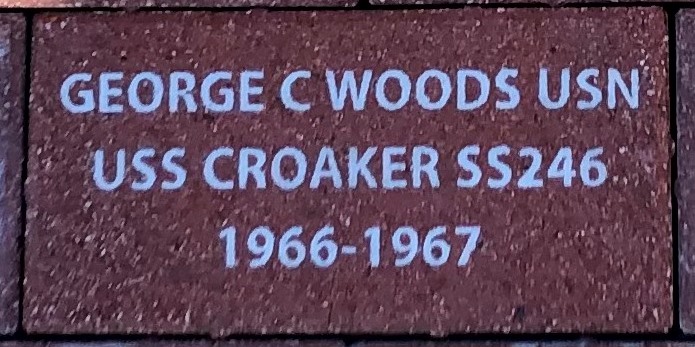 GEORGE C WOODS USN
USS CROAKER SS246
1966-1967